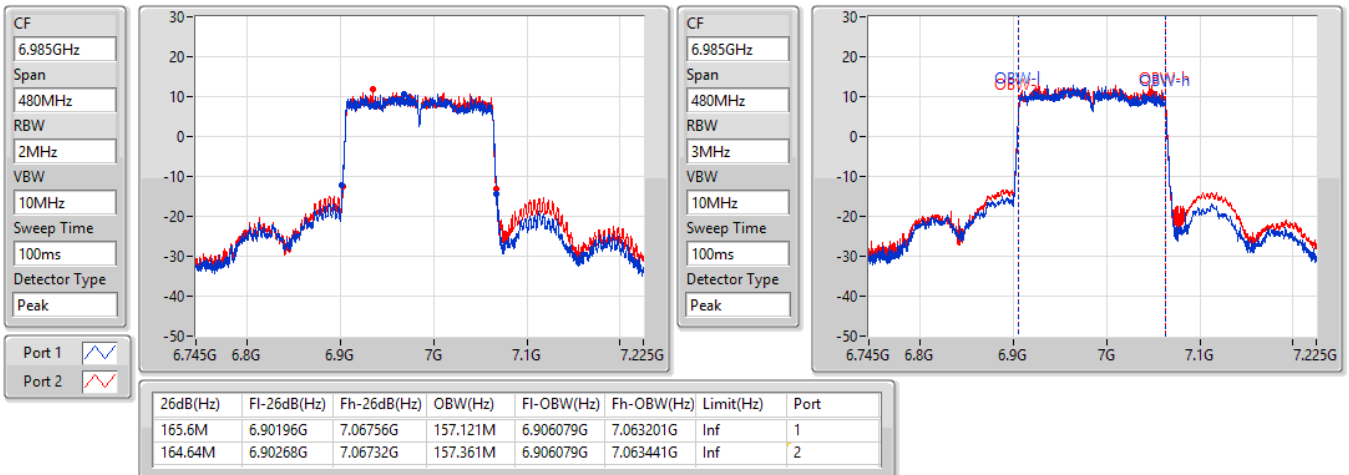 CF
6.985GHz
Span
480MHz
RBW
2MHz
VBW
10MHz
Sweep Time
100ms
Detector Type
Peak
Port 1
Port 2
30
20
10
0
-10
-20
-30
-40
-50
6.745G 6.8G 6.9G 7G 7.1G 7.225G
CF
6.985GHz
Span
480MHz
RBW
3MHz
VBW
10MHz
Sweep Time
100ms
Detector Type
Peak
30
20
10
0
-10
-20
-30
-40
-50
OBW-l OBW-h
6.745G 6.8G 6.9G 7G 7.1G 7.225G
26dB(Hz) Fl-26dB(Hz) Fh-26dB(Hz) OBW(Hz) Fl-OBW(Hz) Fh-OBW(Hz) Limit(Hz) Port
165.6M 6.90196G 7.06756G 157.121M 6.906079G 7.063201G Inf 1
164.64M 6.90268G 7.06732G 157.361M 6.906079G 7.063441G Inf 2